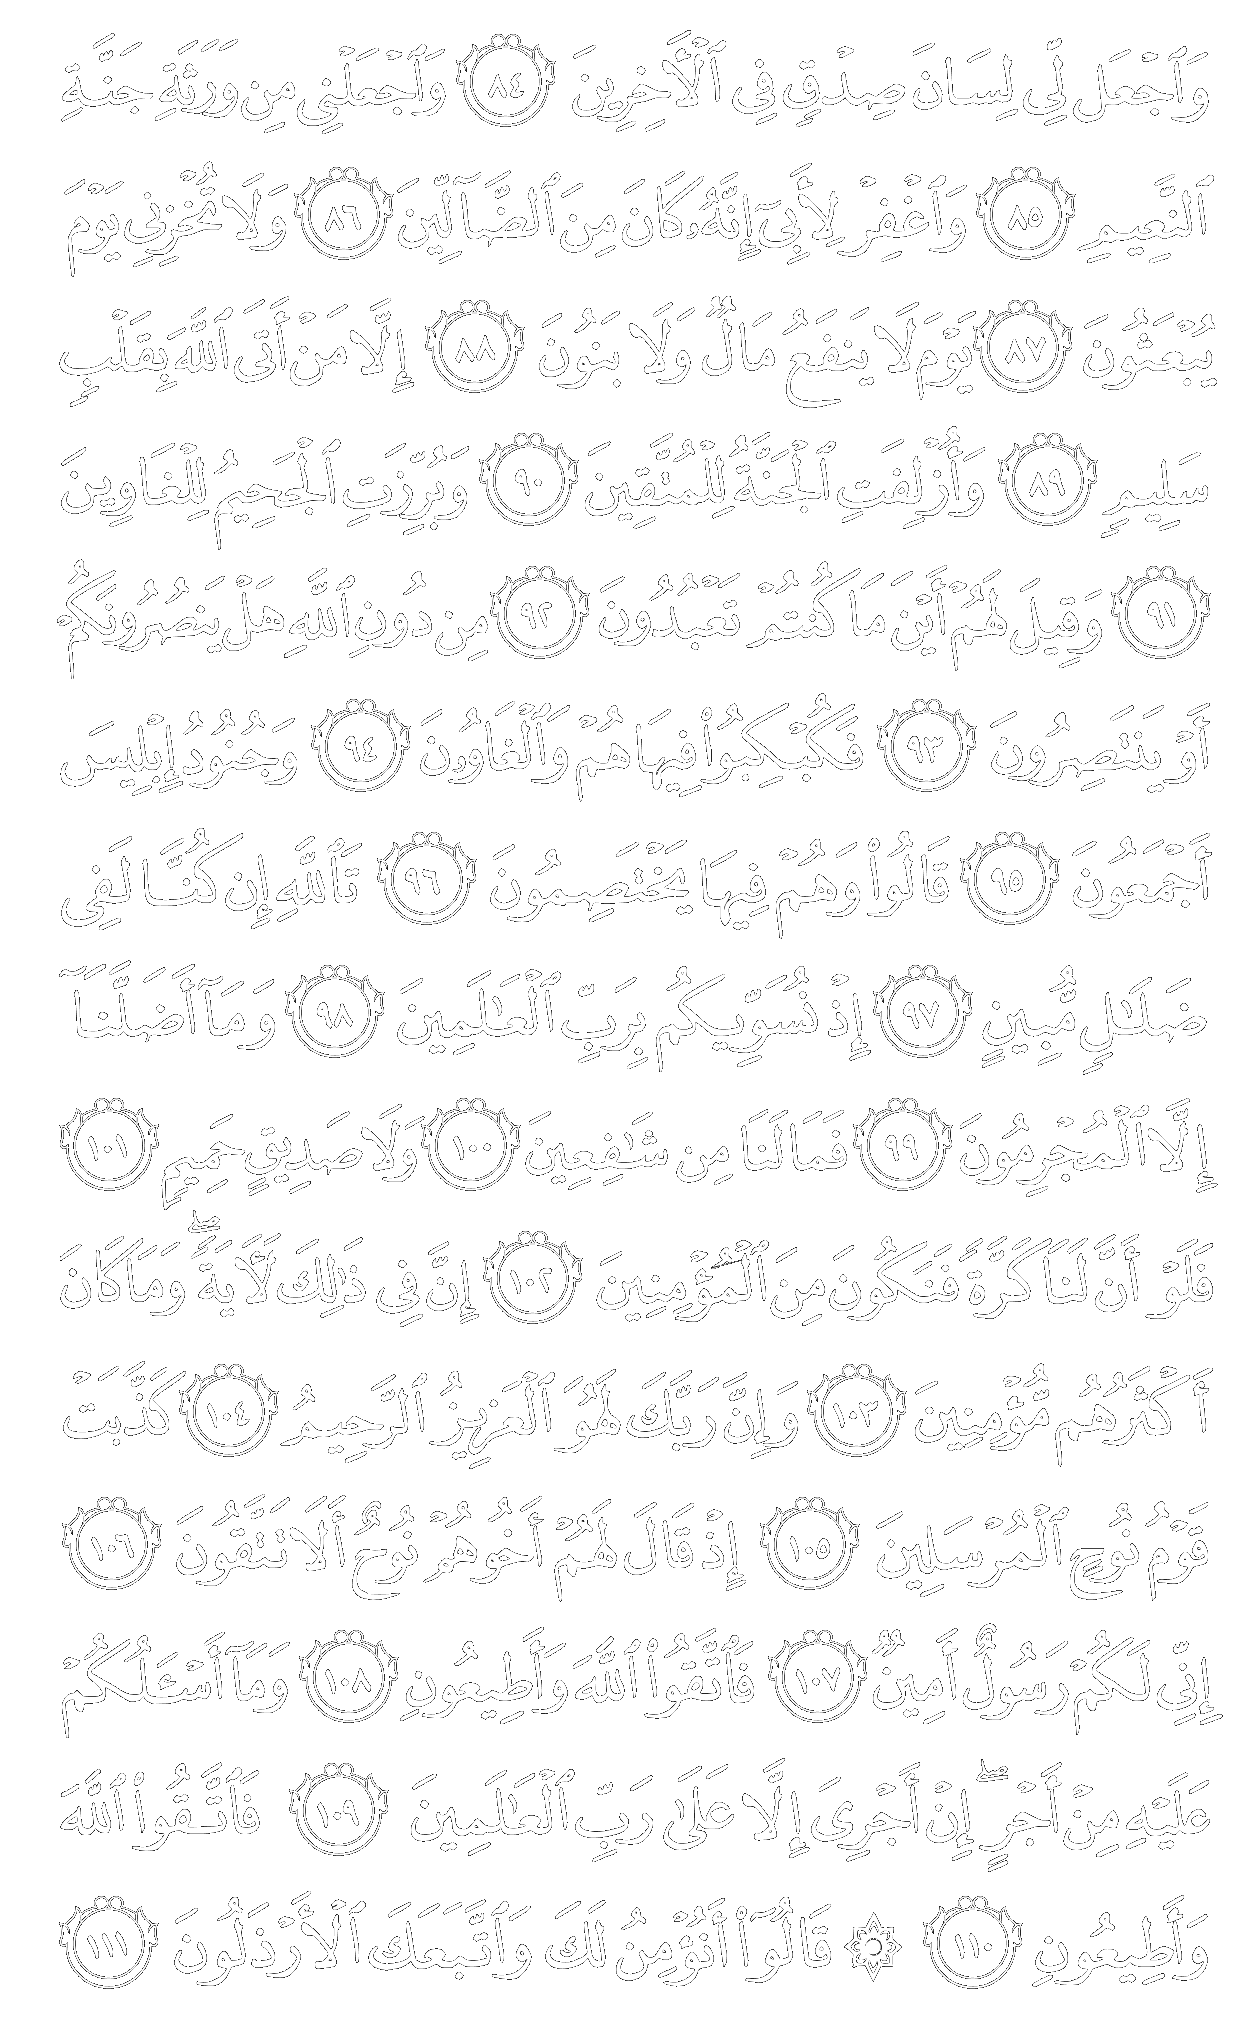 وَٱجْعَل لِّى لِسَانَ صِدْقٍ فِى ٱلْأَخِرِينَ ٨٤ وَٱجْعَلْنِى مِن وَرَثَةِ جَنَّةِ
ٱلنَّعِيمِ ٨٥ وَٱغْفِرْ لِأَبِىٓ إِنَّهُۥ كَانَ مِنَ ٱلضَّآلِّينَ ٨٦ وَلَا تُخْزِنِى يَوْمَ
يُبْعَثُونَ ٨٧ يَوْمَ لَا يَنفَعُ مَالٌ وَلَا بَنُونَ ٨٨ إِلَّا مَنْ أَتَى ٱللَّهَ بِقَلْبٍ
سَلِيمٍ ٨٩ وَأُزْلِفَتِ ٱلْجَنَّةُ لِلْمُتَّقِينَ ٩٠ وَبُرِّزَتِ ٱلْجَحِيمُ لِلْغَاوِينَ
٩١ وَقِيلَ لَهُمْ أَيْنَ مَا كُنتُمْ تَعْبُدُونَ ٩٢ مِن دُونِ ٱللَّهِ هَلْ يَنصُرُونَكُمْ
أَوْ يَنتَصِرُونَ ٩٣ فَكُبْكِبُوا۟ فِيهَا هُمْ وَٱلْغَاوُۥنَ ٩٤ وَجُنُودُ إِبْلِيسَ
أَجْمَعُونَ ٩٥ قَالُوا۟ وَهُمْ فِيهَا يَخْتَصِمُونَ ٩٦ تَٱللَّهِ إِن كُنَّا لَفِى
ضَلَٰلٍ مُّبِينٍ ٩٧ إِذْ نُسَوِّيكُم بِرَبِّ ٱلْعَٰلَمِينَ ٩٨ وَمَآ أَضَلَّنَآ
إِلَّا ٱلْمُجْرِمُونَ ٩٩ فَمَا لَنَا مِن شَٰفِعِينَ ١٠٠ وَلَا صَدِيقٍ حَمِيمٍ ١٠١
فَلَوْ أَنَّ لَنَا كَرَّةً فَنَكُونَ مِنَ ٱلْمُؤْمِنِينَ ١٠٢ إِنَّ فِى ذَٰلِكَ لَأَيَةً ۖ وَمَا كَانَ
أَكْثَرُهُم مُّؤْمِنِينَ ١٠٣ وَإِنَّ رَبَّكَ لَهُوَ ٱلْعَزِيزُ ٱلرَّحِيمُ ١٠٤ كَذَّبَتْ
قَوْمُ نُوحٍ ٱلْمُرْسَلِينَ ١٠٥ إِذْ قَالَ لَهُمْ أَخُوهُمْ نُوحٌ أَلَا تَتَّقُونَ ١٠٦
إِنِّى لَكُمْ رَسُولٌ أَمِينٌ ١٠٧ فَٱتَّقُوا۟ ٱللَّهَ وَأَطِيعُونِ ١٠٨ وَمَآ أَسْـَٔلُكُمْ
عَلَيْهِ مِنْ أَجْرٍ ۖ إِنْ أَجْرِىَ إِلَّا عَلَىٰ رَبِّ ٱلْعَٰلَمِينَ ١٠٩ فَٱتَّقُوا۟ ٱللَّهَ
وَأَطِيعُونِ ١١٠ ۞ قَالُوٓا۟ أَنُؤْمِنُ لَكَ وَٱتَّبَعَكَ ٱلْأَرْذَلُونَ ١١١